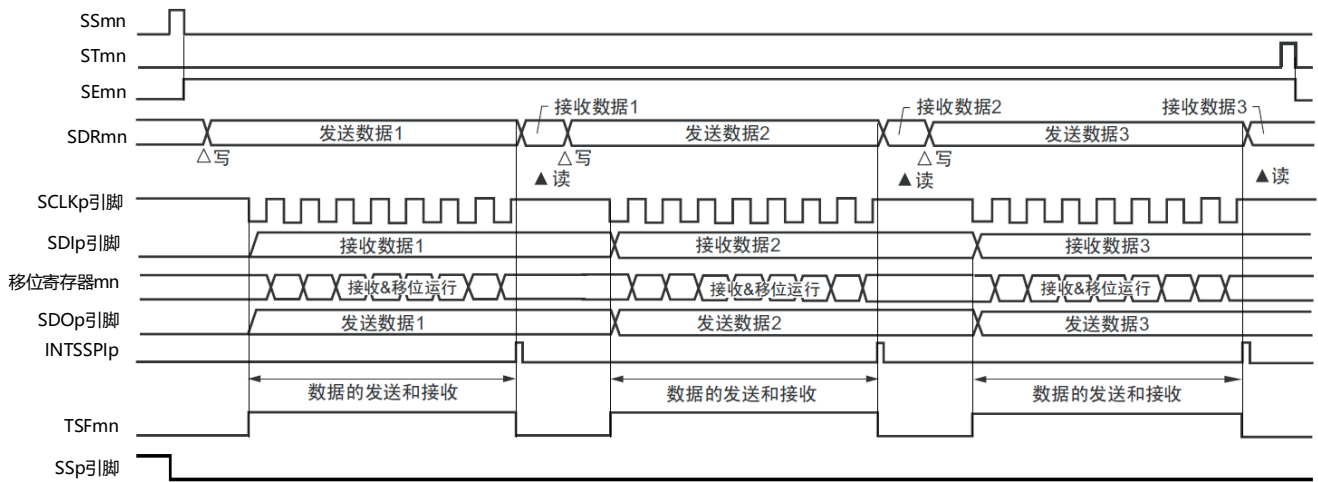 SSmn
STmn
SEmn
接收数据1 接收数据2 接收数据3
SDRmn 发送数据1 发送数据2 发送数据3
△写 △写 △写
▲读 ▲读 ▲读
SCLKp引脚
SDIp引脚 接收数据1 接收数据2 接收数据3
移位寄存器mn 接收&移位运行 接收&移位运行 接收&移位运行
SDOp引脚 发送数据1 发送数据2 发送数据3
INTSSPIp
数据的发送和接收 数据的发送和接收 数据的发送和接收
TSFmn
SSp引脚